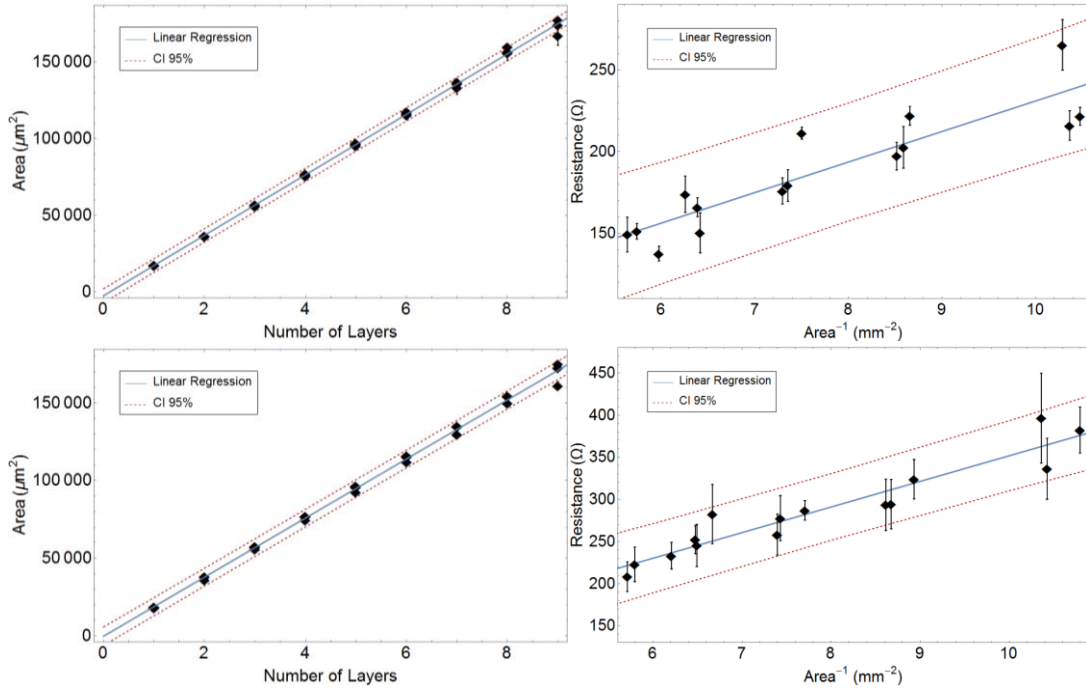 Linear Regression
CI 95%
Area (μm²)
150 000
100 000
50 000
0
0 2 4 6 8
Number of Layers
Linear Regression
CI 95%
Resistance (Ω)
250
200
150
6 7 8 9 10
Area⁻¹ (mm⁻²)
Linear Regression
CI 95%
Area (μm²)
150 000
100 000
50 000
0
0 2 4 6 8
Number of Layers
Linear Regression
CI 95%
Resistance (Ω)
450
400
350
300
250
200
150
6 7 8 9 10
Area⁻¹ (mm⁻²)